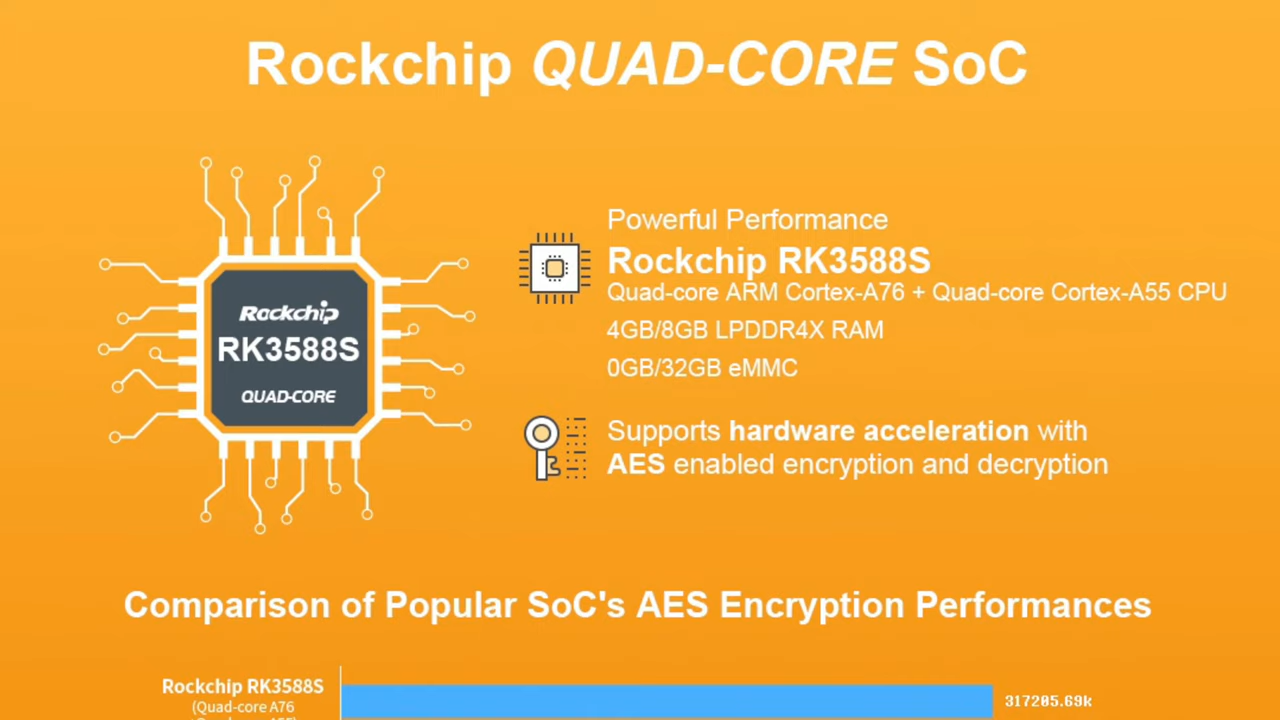 Rockchip QUAD-CORE SoC
Rockchip
RK3588S
QUAD-CORE
Powerful Performance
Rockchip RK3588S
Quad-core ARM Cortex-A76 + Quad-core Cortex-A55 CPU
4GB/8GB LPDDR4X RAM
0GB/32GB eMMC
Supports hardware acceleration with
AES enabled encryption and decryption
Comparison of Popular SoC's AES Encryption Performances
Rockchip RK3588S
(Quad-core A76
317205.69k